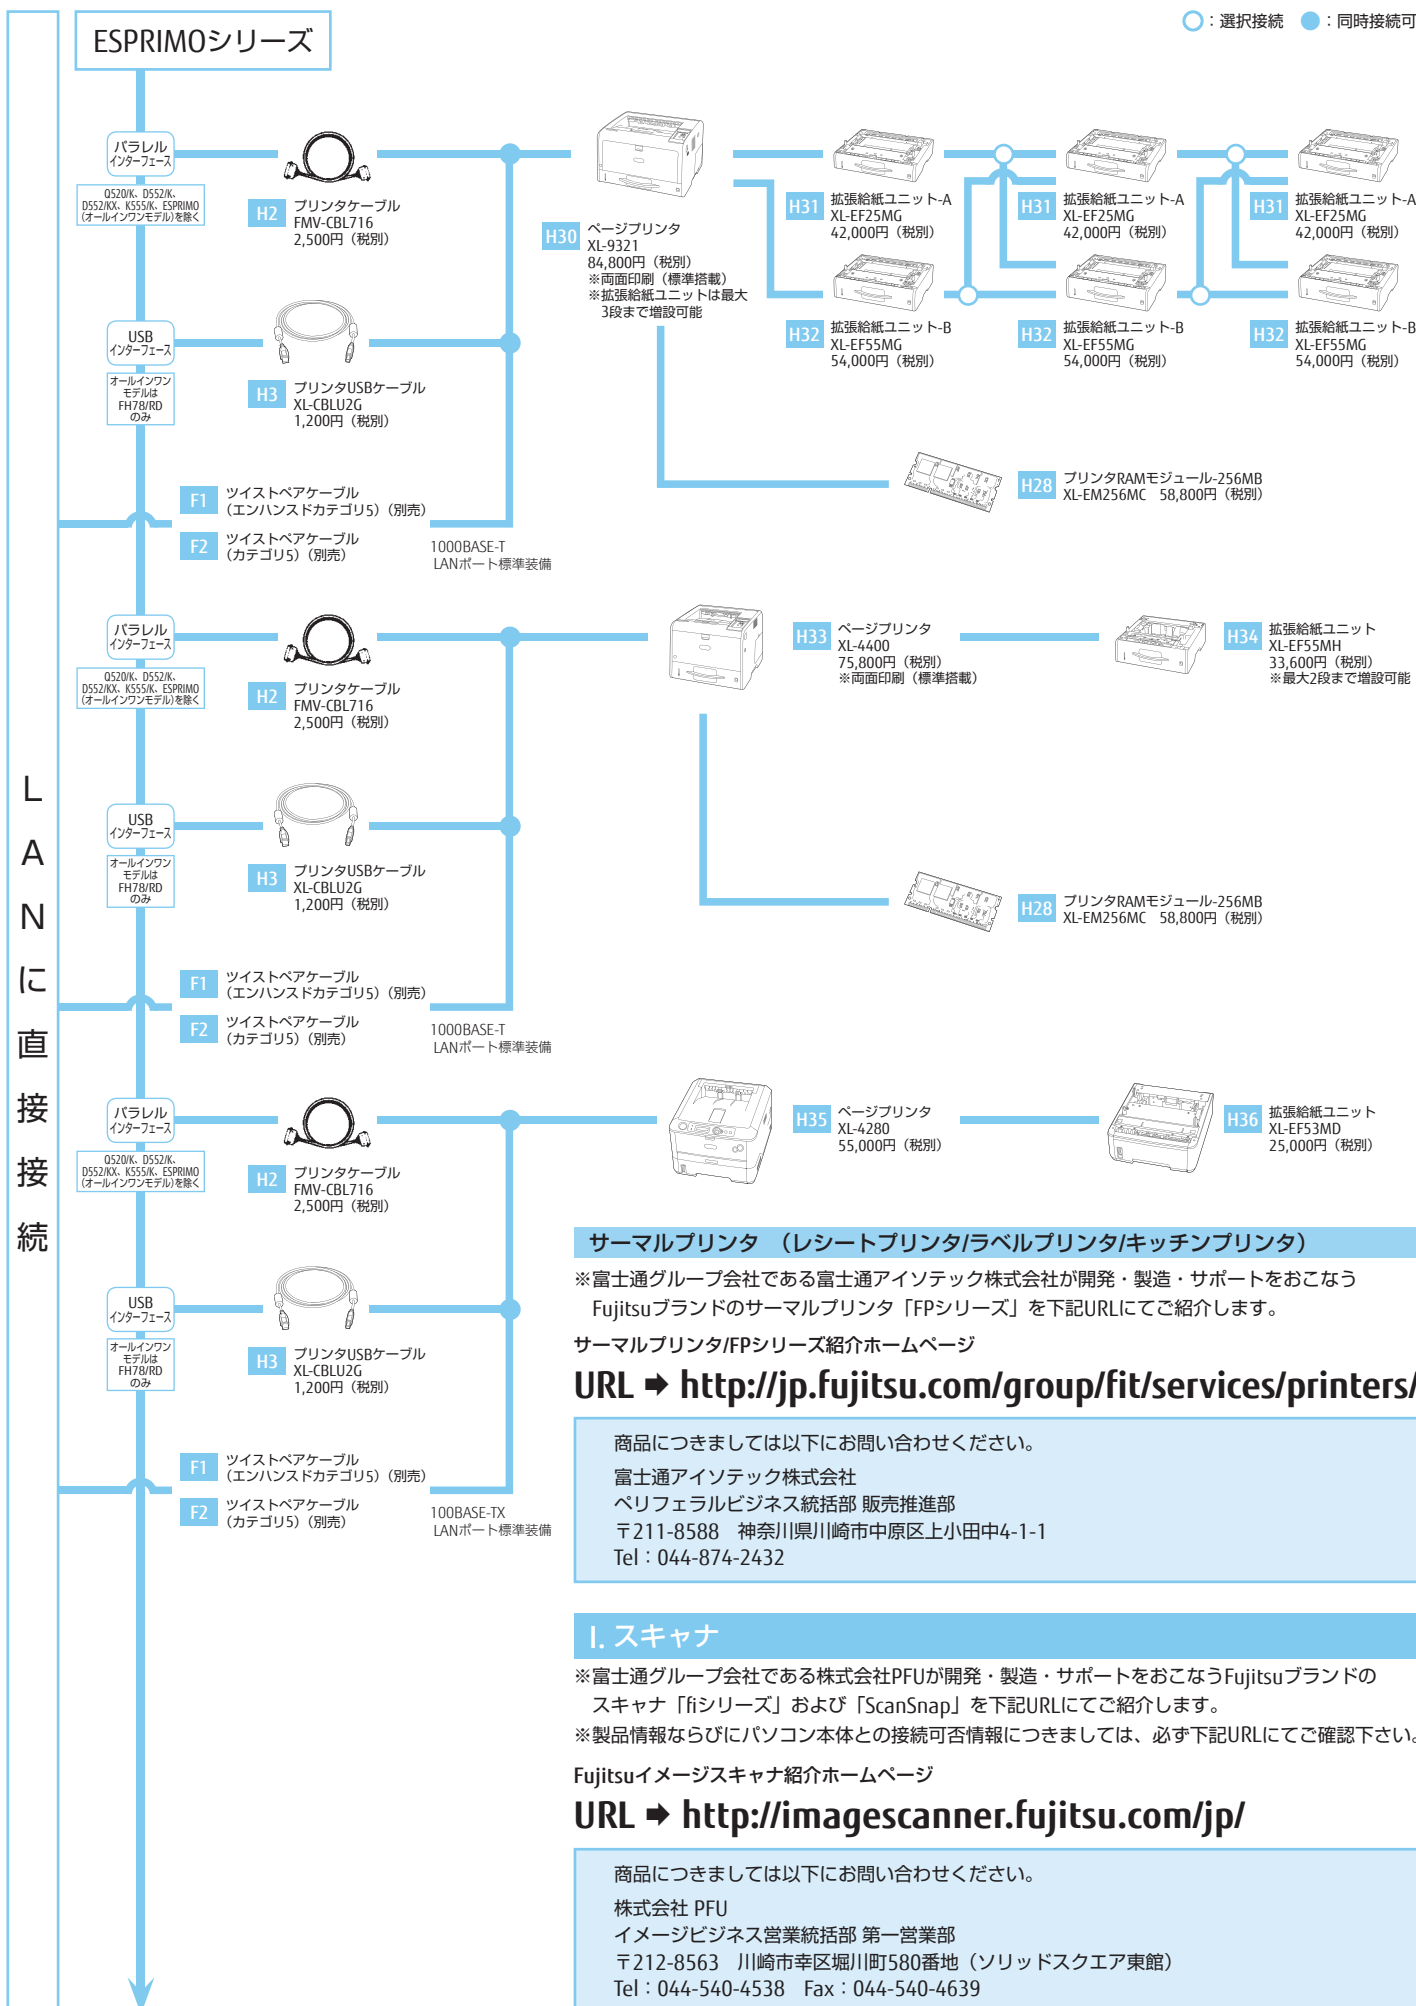 ESPRIMOシリーズ
○：選択接続　●：同時接続可
パラレル
インターフェース
Q520/K、D552/K、
D552/KX、K555/K、ESPRIMO
(オールインワンモデル)を除く
H2
プリンタケーブル
FMV-CBL716
2,500円（税別）
USB
インターフェース
オールインワン
モデルは
FH78/RD
のみ
H3
プリンタUSBケーブル
XL-CBLU2G
1,200円（税別）
F1
ツイストペアケーブル
（エンハンスドカテゴリ5）（別売）
F2
ツイストペアケーブル
（カテゴリ5）（別売）
1000BASE-T
LANポート標準装備
H30
ページプリンタ
XL-9321
84,800円（税別）
※両面印刷（標準搭載）
※拡張給紙ユニットは最大
3段まで増設可能
H31
拡張給紙ユニット-A
XL-EF25MG
42,000円（税別）
H31
拡張給紙ユニット-A
XL-EF25MG
42,000円（税別）
H31
拡張給紙ユニット-A
XL-EF25MG
42,000円（税別）
H32
拡張給紙ユニット-B
XL-EF55MG
54,000円（税別）
H32
拡張給紙ユニット-B
XL-EF55MG
54,000円（税別）
H32
拡張給紙ユニット-B
XL-EF55MG
54,000円（税別）
H28
プリンタRAMモジュール-256MB
XL-EM256MC　58,800円（税別）
パラレル
インターフェース
Q520/K、D552/K、
D552/KX、K555/K、ESPRIMO
(オールインワンモデル)を除く
H2
プリンタケーブル
FMV-CBL716
2,500円（税別）
USB
インターフェース
オールインワン
モデルは
FH78/RD
のみ
H3
プリンタUSBケーブル
XL-CBLU2G
1,200円（税別）
F1
ツイストペアケーブル
（エンハンスドカテゴリ5）（別売）
F2
ツイストペアケーブル
（カテゴリ5）（別売）
1000BASE-T
LANポート標準装備
H33
ページプリンタ
XL-4400
75,800円（税別）
※両面印刷（標準搭載）
H34
拡張給紙ユニット
XL-EF55MH
33,600円（税別）
※最大2段まで増設可能
H28
プリンタRAMモジュール-256MB
XL-EM256MC　58,800円（税別）
LANに直接接続
パラレル
インターフェース
Q520/K、D552/K、
D552/KX、K555/K、ESPRIMO
(オールインワンモデル)を除く
H2
プリンタケーブル
FMV-CBL716
2,500円（税別）
USB
インターフェース
オールインワン
モデルは
FH78/RD
のみ
H3
プリンタUSBケーブル
XL-CBLU2G
1,200円（税別）
F1
ツイストペアケーブル
（エンハンスドカテゴリ5）（別売）
F2
ツイストペアケーブル
（カテゴリ5）（別売）
100BASE-TX
LANポート標準装備
H35
ページプリンタ
XL-4280
55,000円（税別）
H36
拡張給紙ユニット
XL-EF53MD
25,000円（税別）
サーマルプリンタ　（レシートプリンタ/ラベルプリンタ/キッチンプリンタ）
※富士通グループ会社である富士通アイソテック株式会社が開発・製造・サポートをおこなう
Fujitsuブランドのサーマルプリンタ「FPシリーズ」を下記URLにてご紹介します。
サーマルプリンタ/FPシリーズ紹介ホームページ
URL ➡ http://jp.fujitsu.com/group/fit/services/printers/
商品につきましては以下にお問い合わせください。
富士通アイソテック株式会社
ペリフェラルビジネス統括部 販売推進部
〒211-8588　神奈川県川崎市中原区上小田中4-1-1
Tel：044-874-2432
I. スキャナ
※富士通グループ会社である株式会社PFUが開発・製造・サポートをおこなうFujitsuブランドの
スキャナ「fiシリーズ」および「ScanSnap」を下記URLにてご紹介します。
※製品情報ならびにパソコン本体との接続可否情報につきましては、必ず下記URLにてご確認下さい。
Fujitsuイメージスキャナ紹介ホームページ
URL ➡ http://imagescanner.fujitsu.com/jp/
商品につきましては以下にお問い合わせください。
株式会社 PFU
イメージビジネス営業統括部 第一営業部
〒212-8563　川崎市幸区堀川町580番地（ソリッドスクエア東館）
Tel：044-540-4538　Fax：044-540-4639